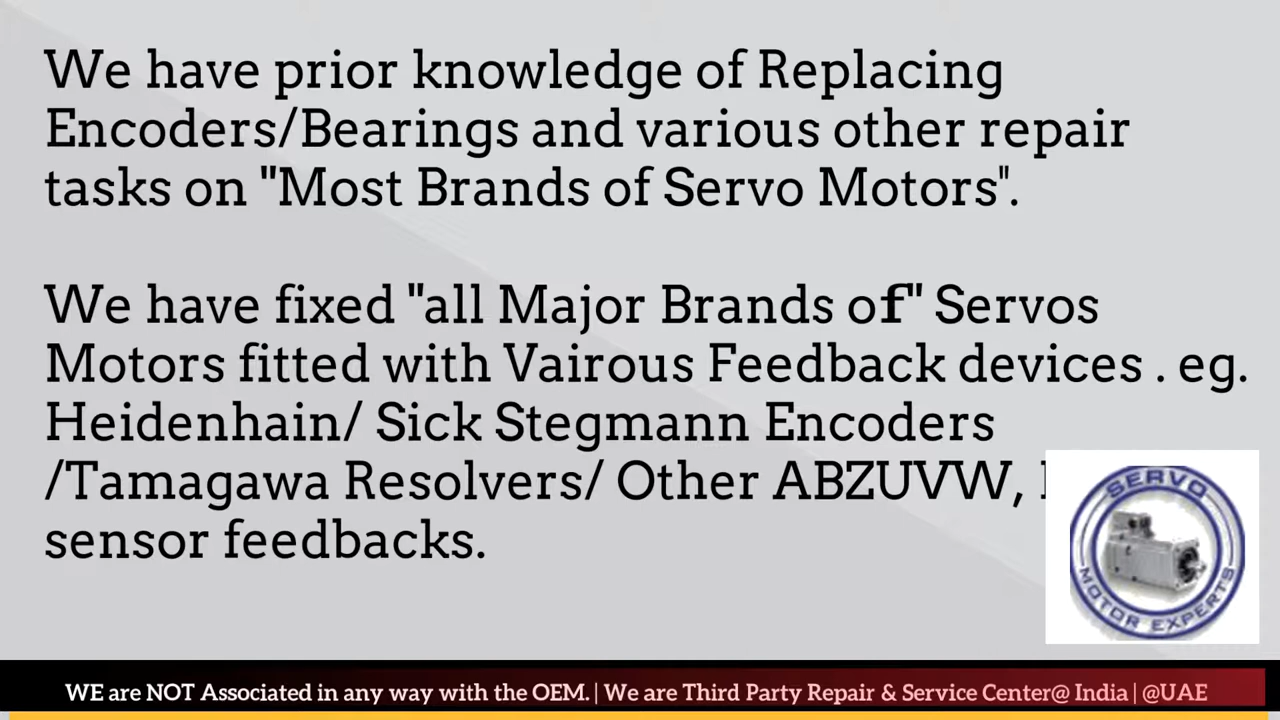 We have prior knowledge of Replacing
Encoders/Bearings and various other repair
tasks on "Most Brands of Servo Motors".
We have fixed "all Major Brands of" Servos
Motors fitted with Vairous Feedback devices . eg.
Heidenhain/ Sick Stegmann Encoders
/Tamagawa Resolvers/ Other ABZUVW,
sensor feedbacks.
SERVO
MOTOR EXPERTS
WE are NOT Associated in any way with the OEM. | We are Third Party Repair & Service Center@ India | @UAE